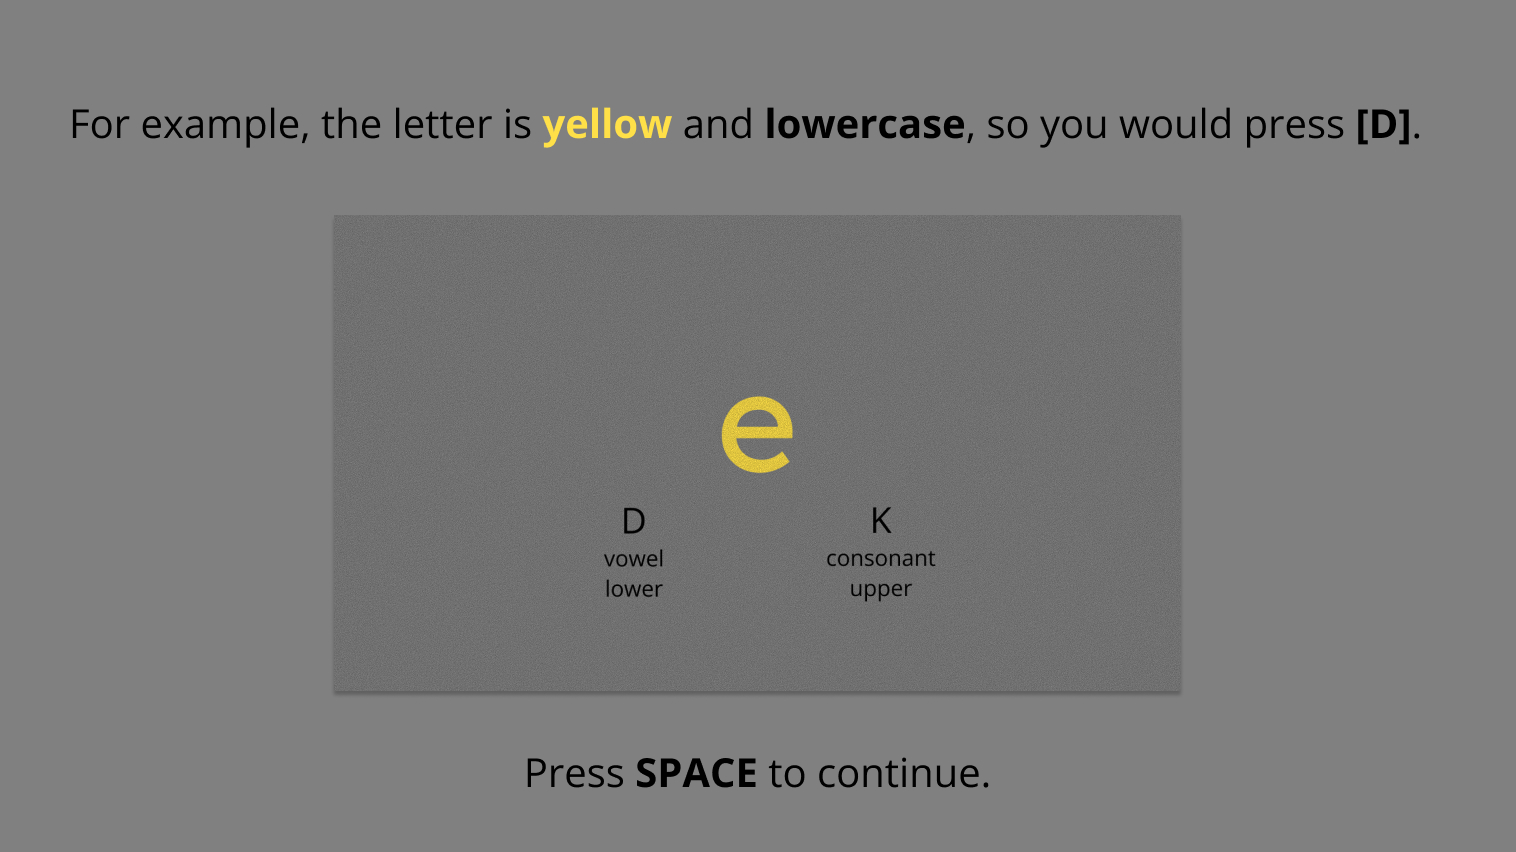 For example, the letter is yellow and lowercase, so you would press [D].
e
D K
vowel consonant
lower upper
Press SPACE to continue.